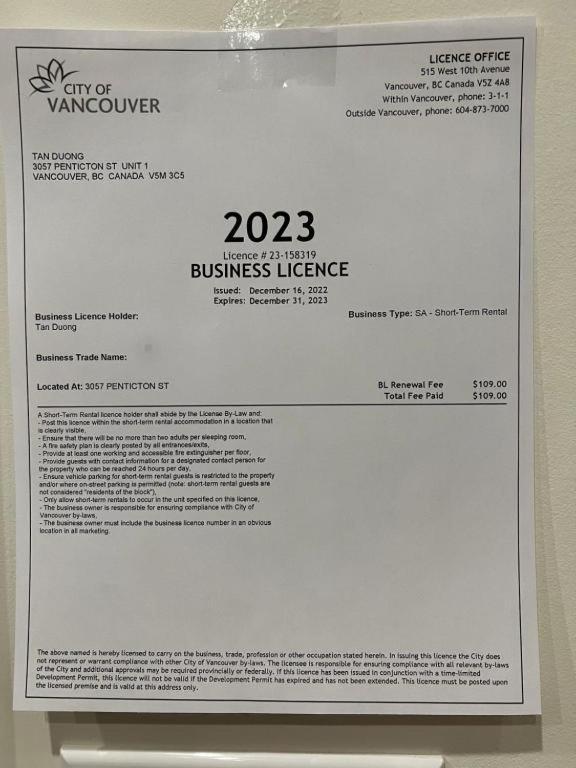 CITY OF
VANCOUVER
LICENCE OFFICE
515 West 10th Avenue
Vancouver, BC Canada V5Z 4A8
Within Vancouver, phone: 3-1-1
Outside Vancouver, phone: 604-873-7000
TAN DUONG
3057 PENTICTON ST UNIT 1
VANCOUVER, BC CANADA V5M 3C5
2023
Licence # 23-158319
BUSINESS LICENCE
Issued: December 16, 2022
Expires: December 31, 2023
Business Licence Holder:
Tan Duong
Business Type: SA - Short-Term Rental
Business Trade Name:
Located At: 3057 PENTICTON ST
BL Renewal Fee $109.00
Total Fee Paid $109.00
A Short-Term Rental licence holder shall abide by the License By-Law and:
- Post this licence within the short-term rental accommodation in a location that
is clearly visible,
- Ensure that there will be no more than two adults per sleeping room,
- A fire safety plan is clearly posted by all entrances/exits,
- Provide at least one working and accessible fire extinguisher per floor,
- Provide guests with contact information for a designated contact person for
the property who can be reached 24 hours per day,
- Ensure vehicle parking for short-term rental guests is restricted to the property
and/or where on-street parking is permitted (note: short-term rental guests are
not considered "residents of the block"),
- Only allow short-term rentals to occur in the unit specified on this licence,
- The business owner is responsible for ensuring compliance with City of
Vancouver by-laws,
- The business owner must include the business licence number in an obvious
location in all marketing.
The above named is hereby licensed to carry on the business, trade, profession or other occupation stated herein. In issuing this licence the City does
not represent or warrant compliance with other City of Vancouver by-laws. The licensee is responsible for ensuring compliance with all relevant by-laws
of the City and additional approvals may be required provincially or federally. If this licence has been issued in conjunction with a time-limited
Development Permit, this licence will not be valid if the Development Permit has expired and has not been extended. This licence must be posted upon
the licensed premise and is valid at this address only.